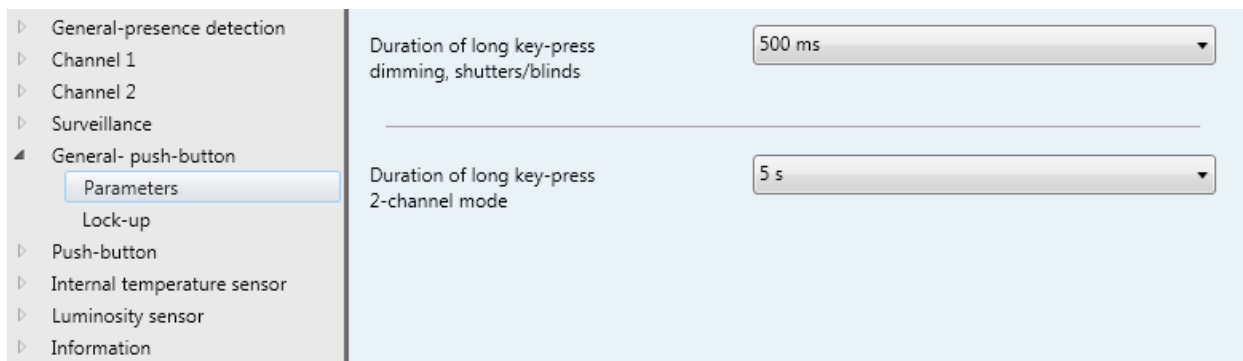 General-presence detection
Channel 1
Channel 2
Surveillance
General- push-button
Parameters
Lock-up
Push-button
Internal temperature sensor
Luminosity sensor
Information
Duration of long key-press
dimming, shutters/blinds
500 ms
Duration of long key-press
2-channel mode
5 s